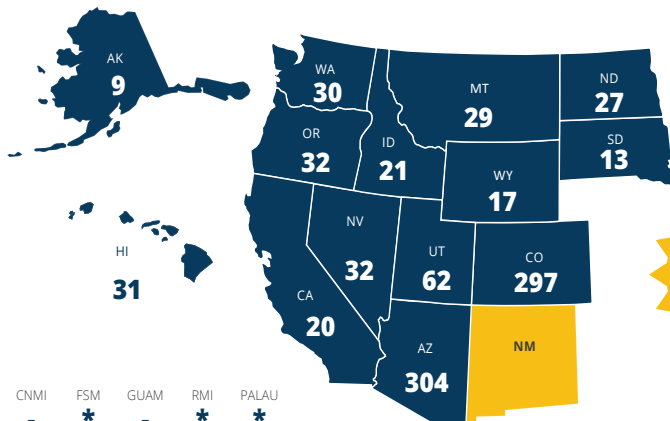 AK
9
WA
30
MT
29
ND
27
OR
32
ID
21
SD
13
WY
17
HI
31
NV
32
UT
62
CO
297
CA
20
AZ
304
NM
CNMI FSM GUAM RMI PALAU
- * - * *